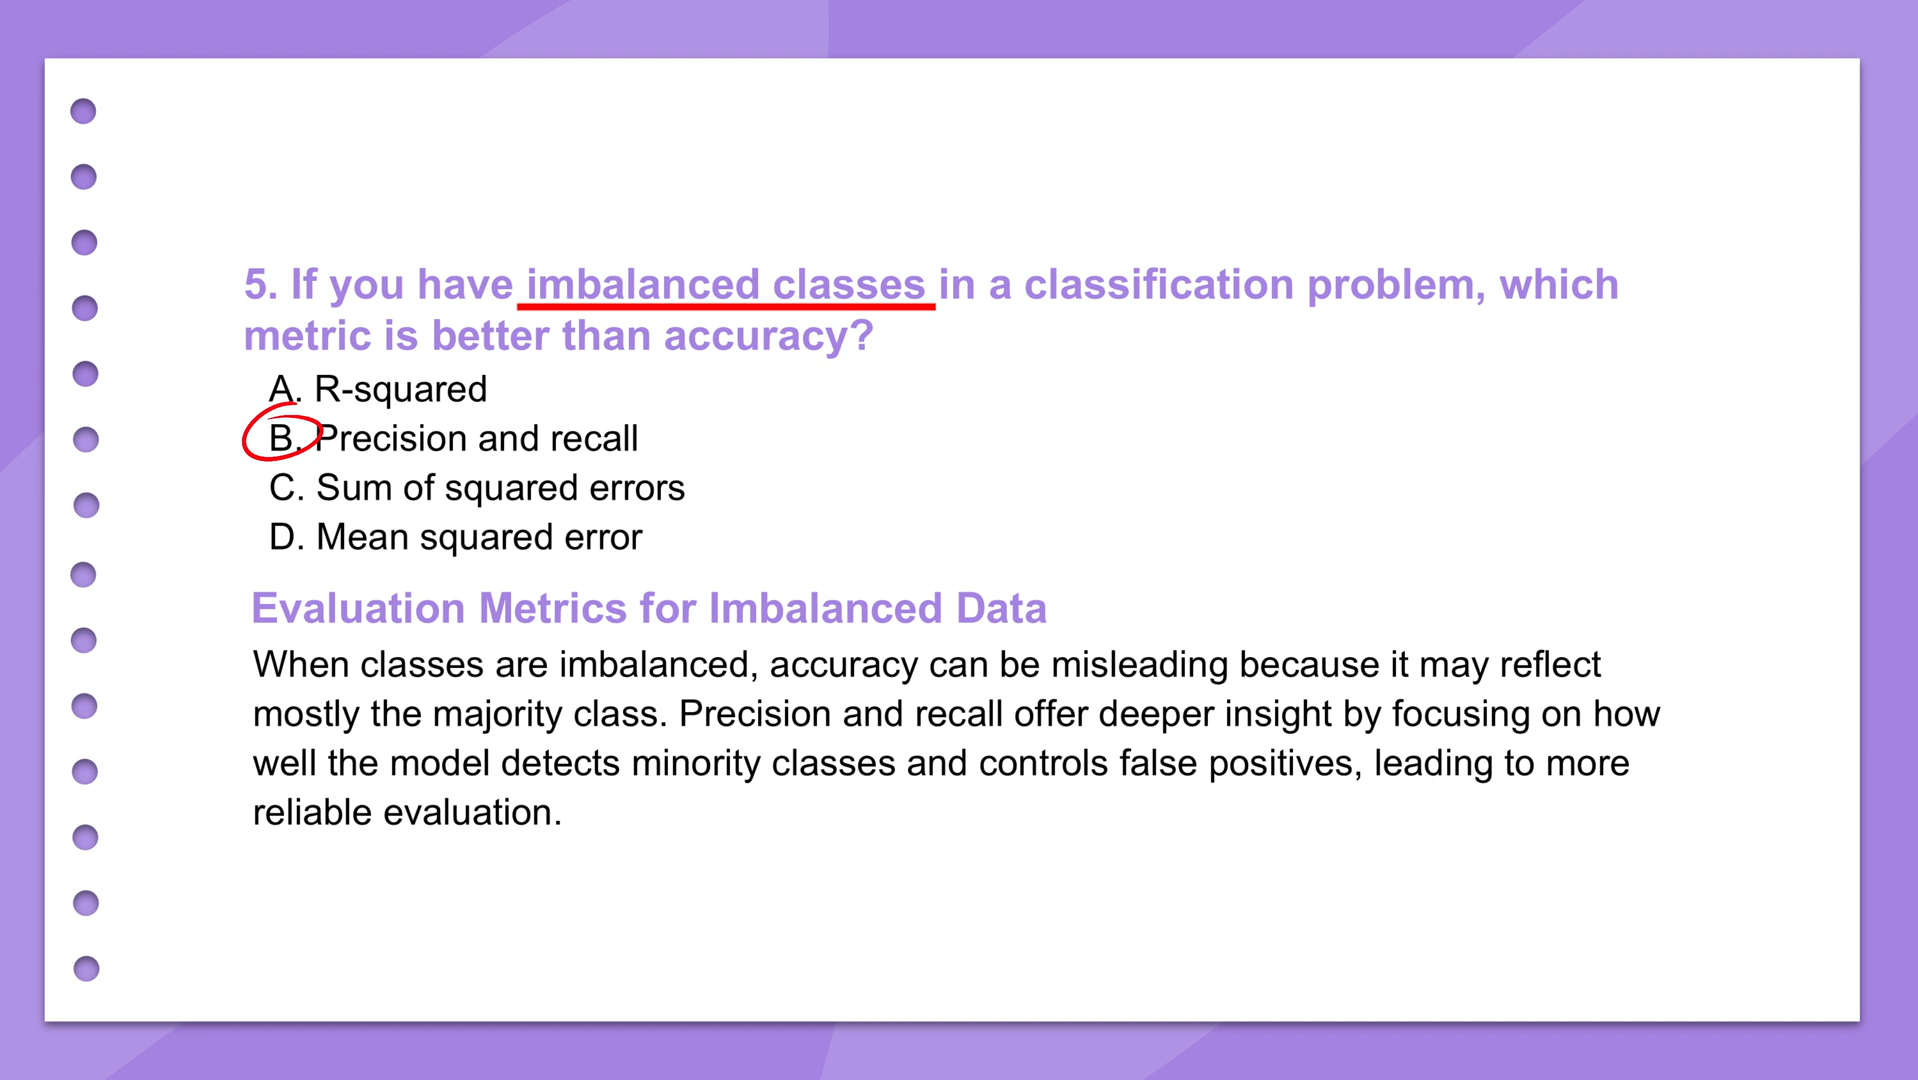 5. If you have imbalanced classes in a classification problem, which
metric is better than accuracy?
A. R-squared
B. Precision and recall
C. Sum of squared errors
D. Mean squared error
Evaluation Metrics for Imbalanced Data
When classes are imbalanced, accuracy can be misleading because it may reflect
mostly the majority class. Precision and recall offer deeper insight by focusing on how
well the model detects minority classes and controls false positives, leading to more
reliable evaluation.